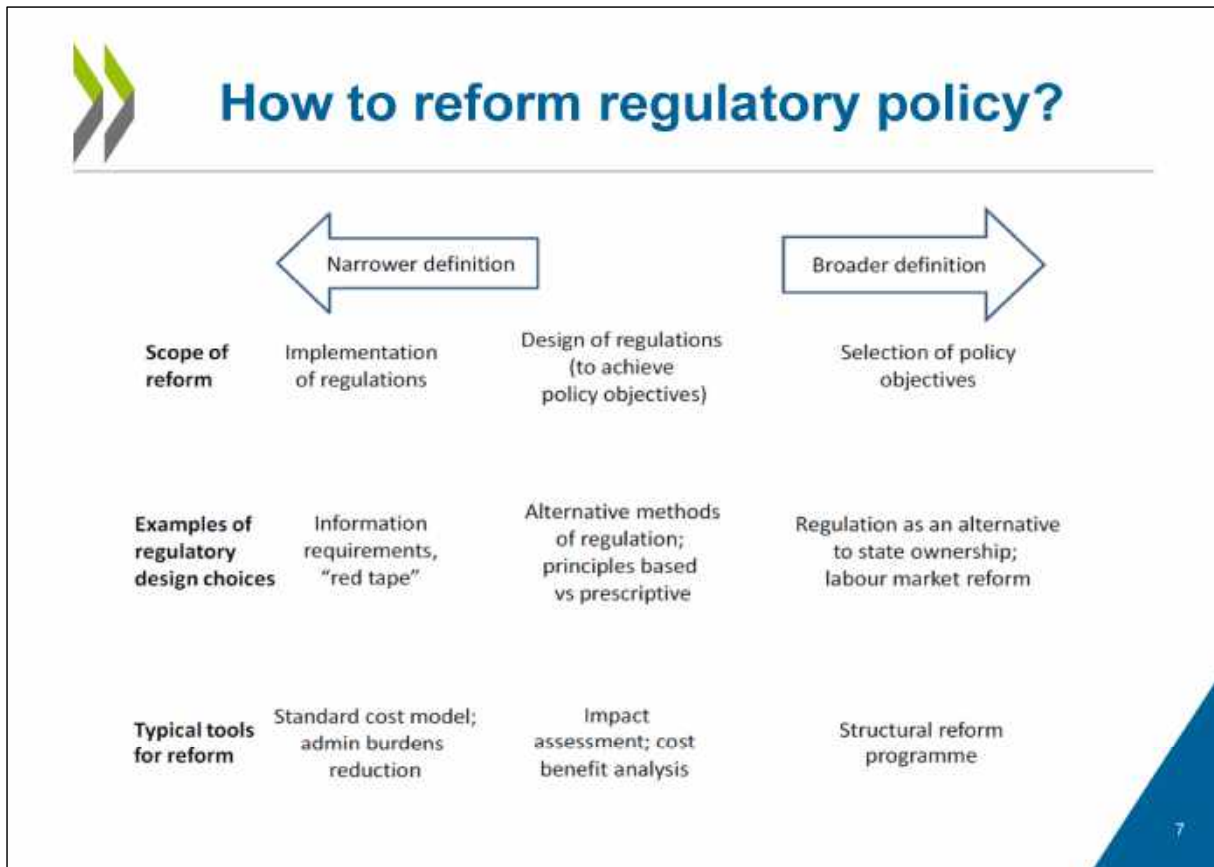 How to reform regulatory policy?
Narrower definition
Broader definition
Scope of
reform
Implementation
of regulations
Design of regulations
(to achieve
policy objectives)
Selection of policy
objectives
Examples of
regulatory
design choices
Information
requirements,
“red tape”
Alternative methods
of regulation;
principles based
vs prescriptive
Regulation as an alternative
to state ownership;
labour market reform
Typical tools
for reform
Standard cost model;
admin burdens
reduction
Impact
assessment; cost
benefit analysis
Structural reform
programme
7